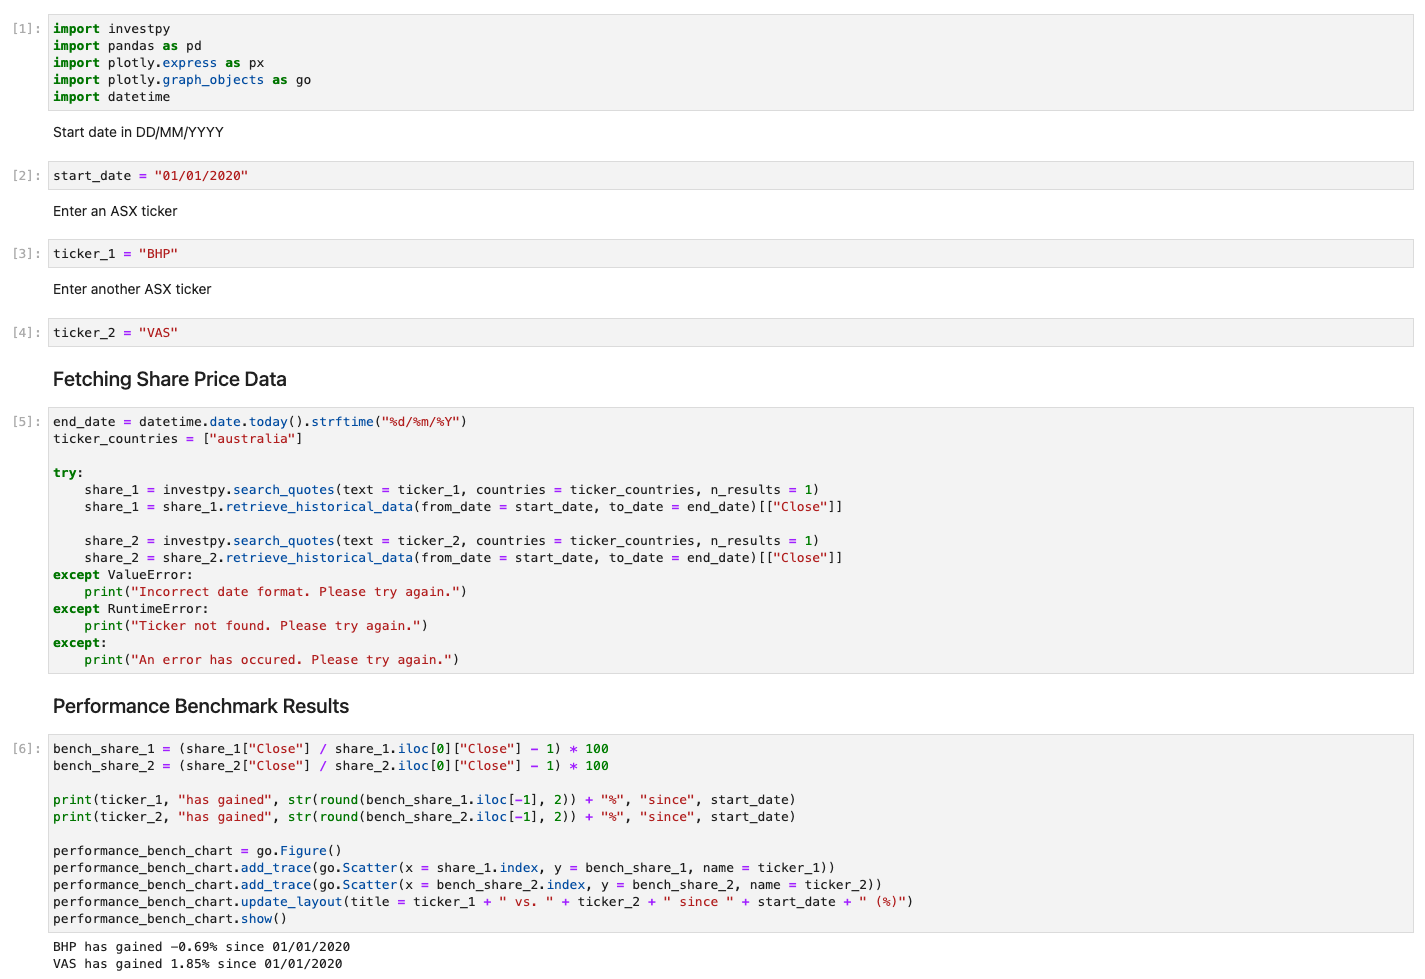 [1]: import investpy
import pandas as pd
import plotly.express as px
import plotly.graph_objects as go
import datetime
Start date in DD/MM/YYYY
[2]: start_date = "01/01/2020"
Enter an ASX ticker
[3]: ticker_1 = "BHP"
Enter another ASX ticker
[4]: ticker_2 = "VAS"
Fetching Share Price Data
[5]: end_date = datetime.date.today().strftime("%d/%m/%Y")
ticker_countries = ["australia"]
try:
share_1 = investpy.search_quotes(text = ticker_1, countries = ticker_countries, n_results = 1)
share_1 = share_1.retrieve_historical_data(from_date = start_date, to_date = end_date)[["Close"]]
share_2 = investpy.search_quotes(text = ticker_2, countries = ticker_countries, n_results = 1)
share_2 = share_2.retrieve_historical_data(from_date = start_date, to_date = end_date)[["Close"]]
except ValueError:
print("Incorrect date format. Please try again.")
except RuntimeError:
print("Ticker not found. Please try again.")
except:
print("An error has occured. Please try again.")
Performance Benchmark Results
[6]: bench_share_1 = (share_1["Close"] / share_1.iloc[0]["Close"] - 1) * 100
bench_share_2 = (share_2["Close"] / share_2.iloc[0]["Close"] - 1) * 100
print(ticker_1, "has gained", str(round(bench_share_1.iloc[-1], 2)) + "%", "since", start_date)
print(ticker_2, "has gained", str(round(bench_share_2.iloc[-1], 2)) + "%", "since", start_date)
performance_bench_chart = go.Figure()
performance_bench_chart.add_trace(go.Scatter(x = share_1.index, y = bench_share_1, name = ticker_1))
performance_bench_chart.add_trace(go.Scatter(x = bench_share_2.index, y = bench_share_2, name = ticker_2))
performance_bench_chart.update_layout(title = ticker_1 + " vs. " + ticker_2 + " since " + start_date + " (%)")
performance_bench_chart.show()
BHP has gained -0.69% since 01/01/2020
VAS has gained 1.85% since 01/01/2020